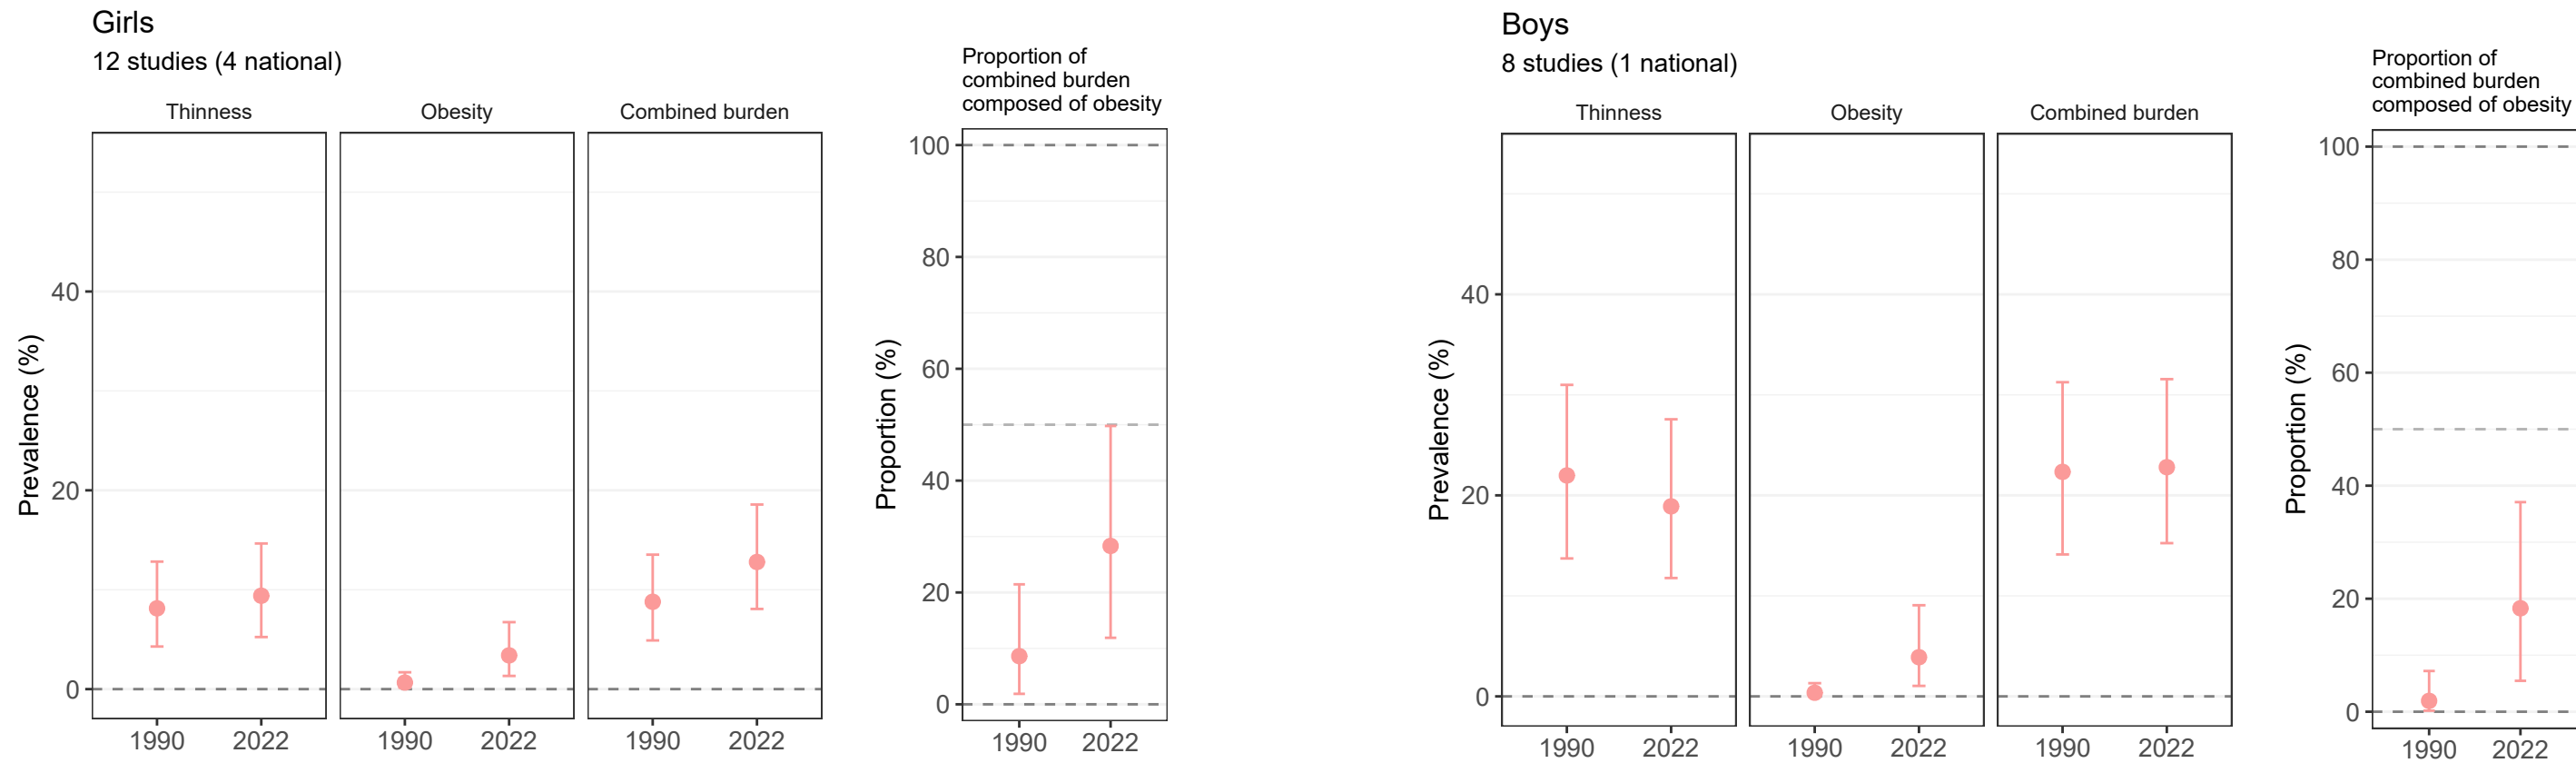 Girls
12 studies (4 national)
Thinness
Obesity
Combined burden
Prevalence (%)
40
20
0
1990
2022
1990
2022
1990
2022
Proportion of
combined burden
composed of obesity
Proportion (%)
100
80
60
40
20
0
1990
2022
Boys
8 studies (1 national)
Thinness
Obesity
Combined burden
Prevalence (%)
40
20
0
1990
2022
1990
2022
1990
2022
Proportion of
combined burden
composed of obesity
Proportion (%)
100
80
60
40
20
0
1990
2022